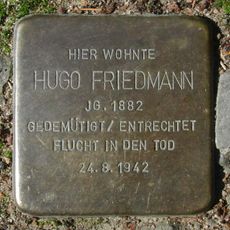 HIER WOHNTE
HUGO FRIEDMANN
JG. 1882
GEDEMÜTIGT/ ENTRECHTET
FLUCHT IN DEN TOD
24.8.1942